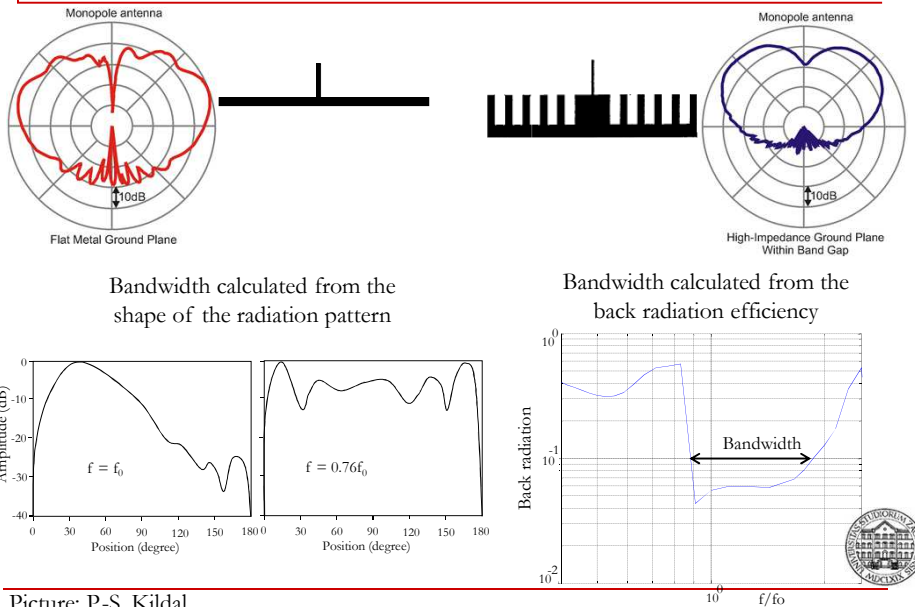 Monopole antenna
10dB
Flat Metal Ground Plane
Monopole antenna
10dB
High-Impedance Ground Plane
Within Band Gap
Bandwidth calculated from the
shape of the radiation pattern
Bandwidth calculated from the
back radiation efficiency
Amplitude (dB)
0
-10
-20
-30
-40
f = f0
0 30 60 90 120 150 180
Position (degree)
f = 0.76f0
0 30 60 90 120 150 180
Position (degree)
Back radiation
10^0
10^-1
10^-2
Bandwidth
10^0
f/fo
Picture: P.-S. Kildal